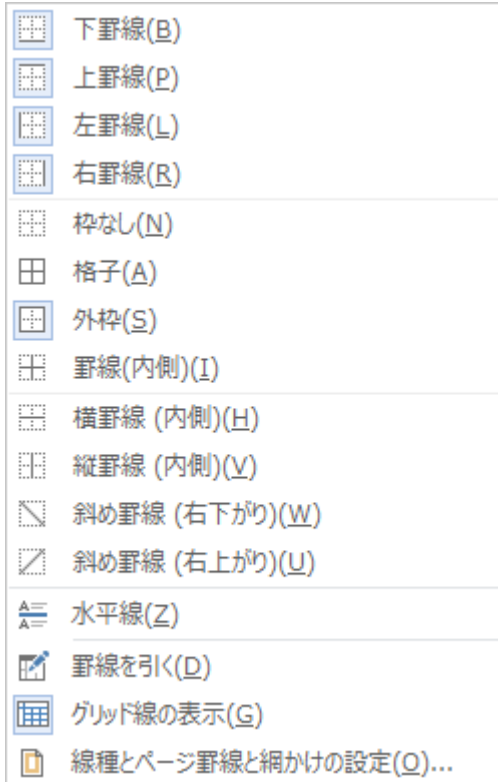 下罫線(B)
上罫線(P)
左罫線(L)
右罫線(R)
枠なし(N)
格子(A)
外枠(S)
罫線(内側)(I)
横罫線 (内側)(H)
縦罫線 (内側)(V)
斜め罫線 (右下がり)(W)
斜め罫線 (右上がり)(U)
水平線(Z)
罫線を引く(D)
グリッド線の表示(G)
線種とページ罫線と網かけの設定(O)...